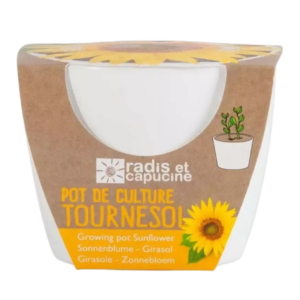 radis et
capucine
POT DE CULTURE
TOURNESOL
Growing pot Sunflower
Sonnenblume - Girasol
Girasole - Zonnebloem